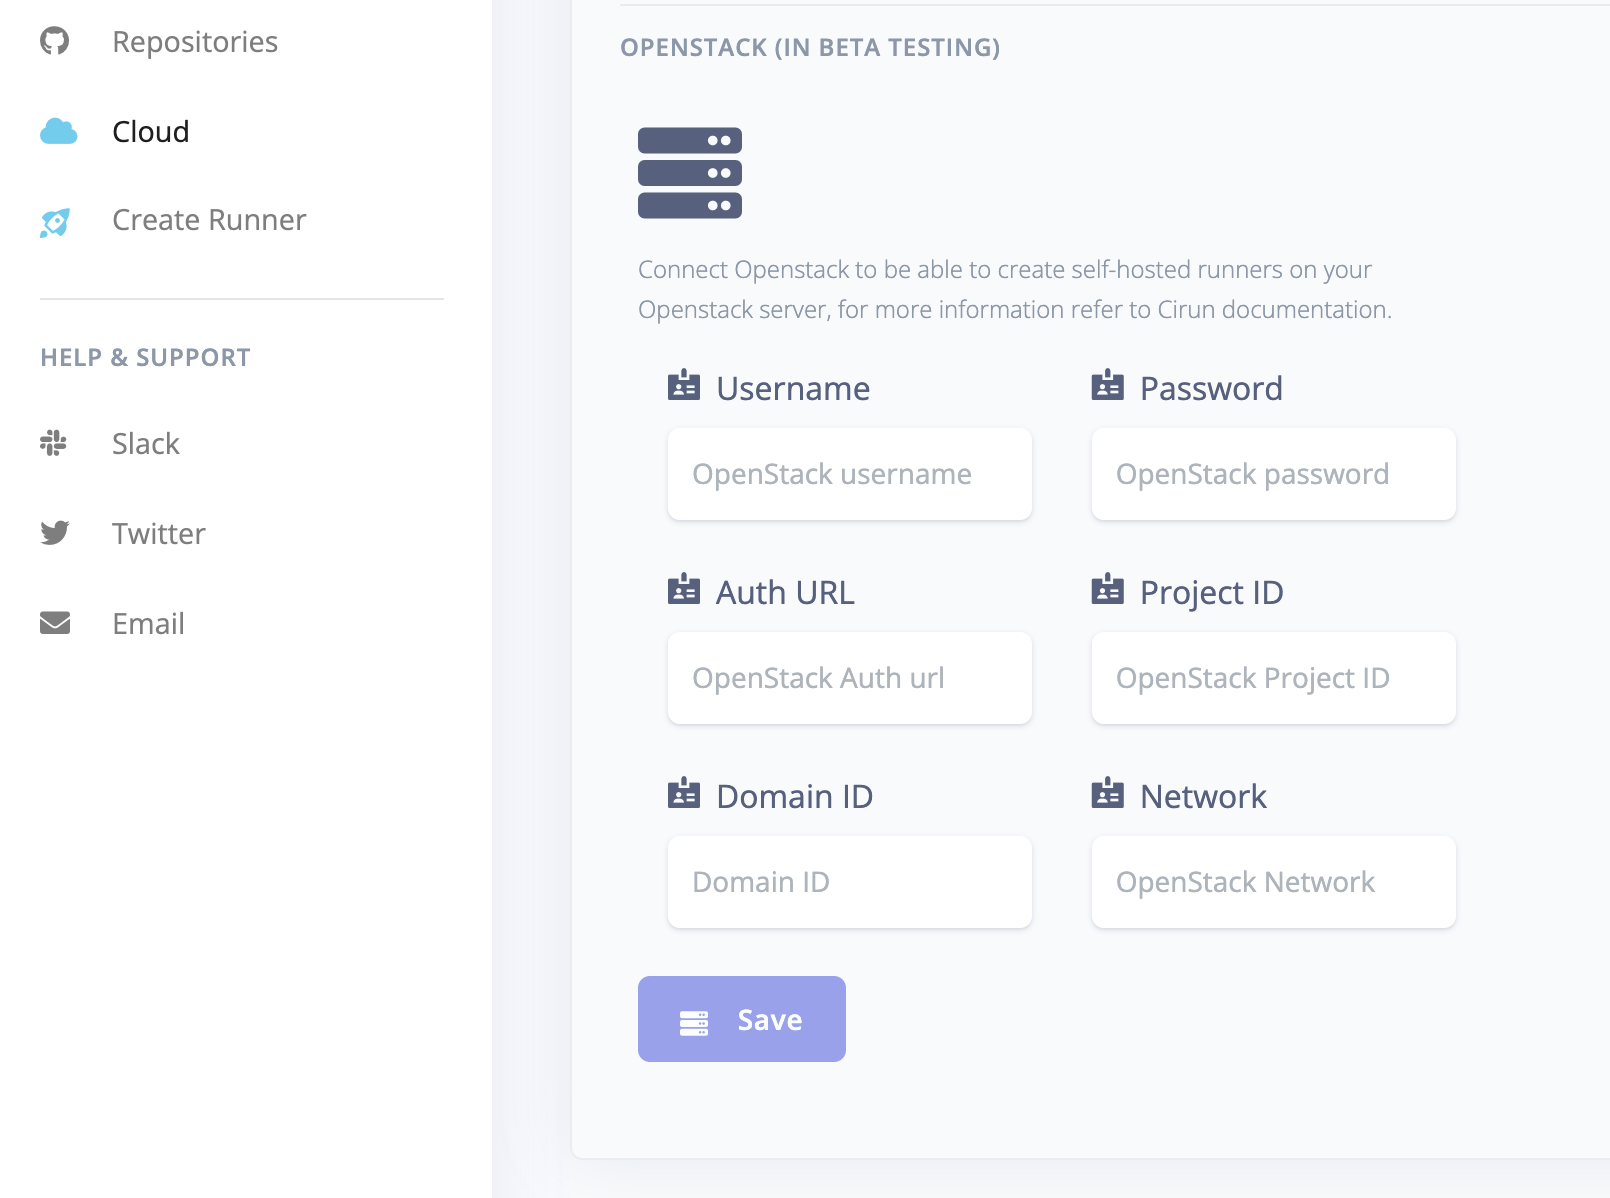 Repositories
Cloud
Create Runner
HELP & SUPPORT
Slack
Twitter
Email
OPENSTACK (IN BETA TESTING)
Connect Openstack to be able to create self-hosted runners on your
Openstack server, for more information refer to Cirun documentation.
Username
Password
OpenStack username
OpenStack password
Auth URL
Project ID
OpenStack Auth url
OpenStack Project ID
Domain ID
Network
Domain ID
OpenStack Network
Save